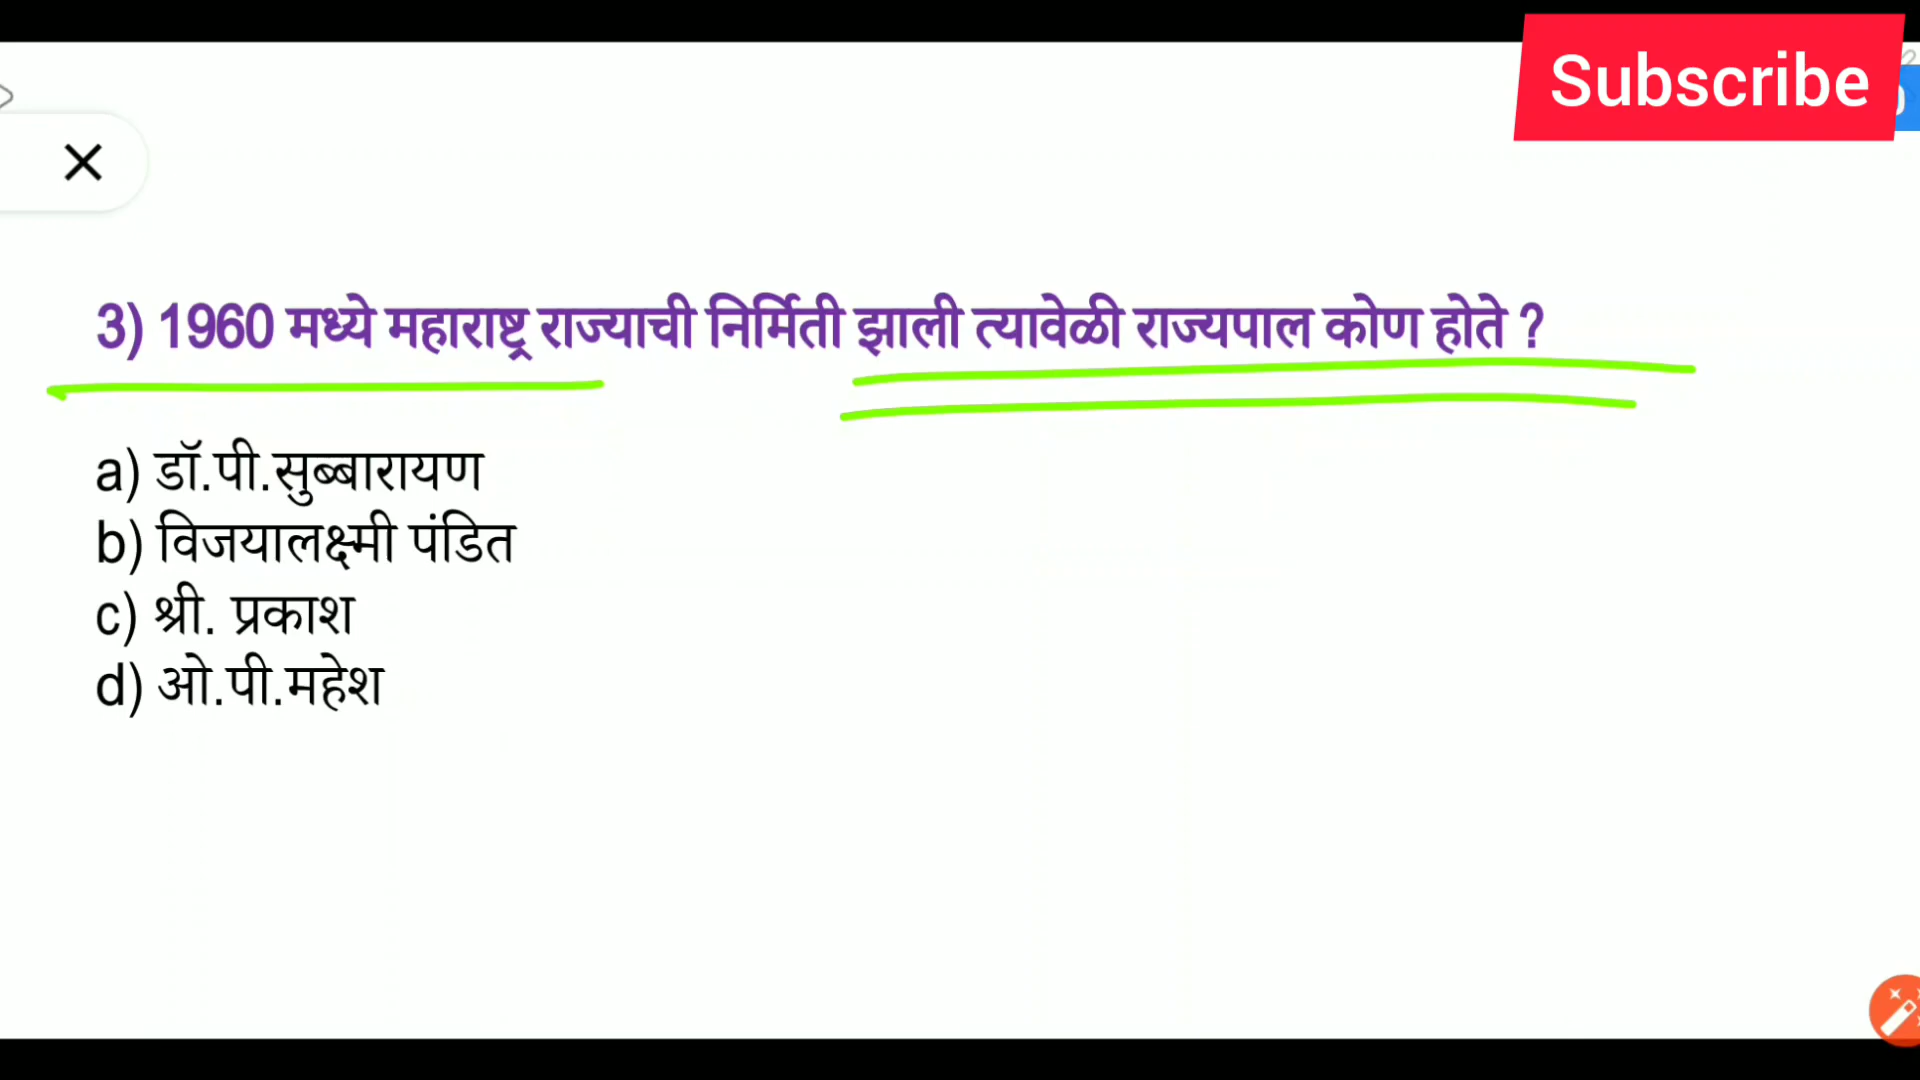 Subscribe
3) 1960 मध्ये महाराष्ट्र राज्याची निर्मिती झाली त्यावेळी राज्यपाल कोण होते ?
a) डॉ.पी.सुब्बारायण
b) विजयालक्ष्मी पंडित
c) श्री. प्रकाश
d) ओ.पी.महेश